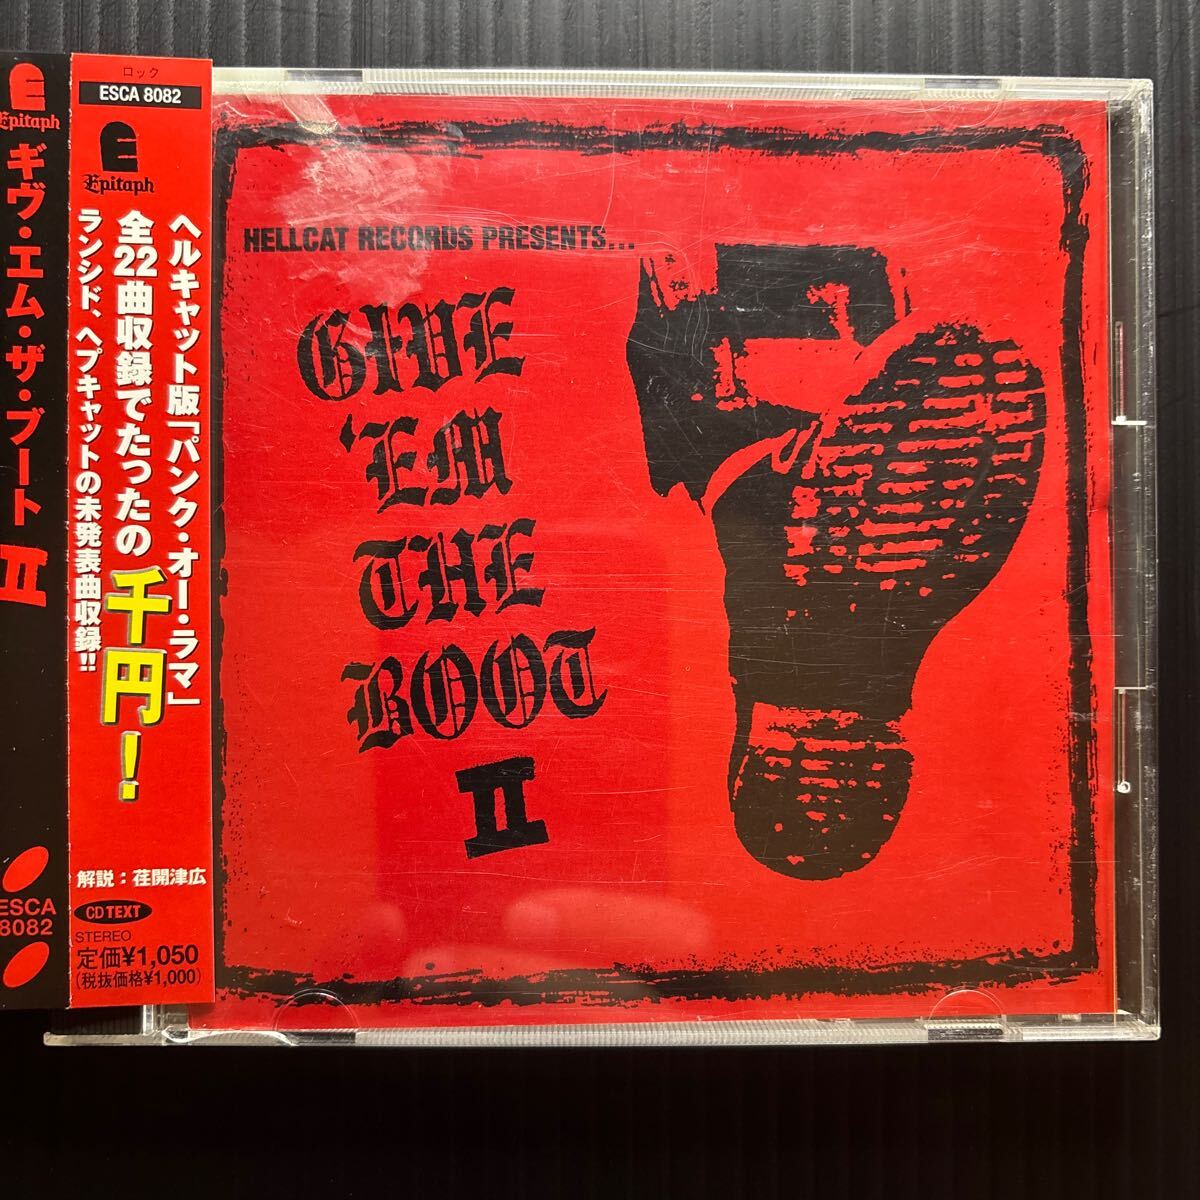 Epitaph
ギヴ・エム・ザ・ブート II
ESCA
8082
ロック
ESCA 8082
Epitaph
ヘルキャット版「パンク・オー・ラマ」
全22曲収録でたったの千円!
ランシド、ヘプキャットの未発表曲収録!!
解説:荏開津広
CD TEXT
STEREO
定価¥1,050
(税抜価格¥1,000)
HELLCAT RECORDS PRESENTS...
GIVE
'EM
THE
BOOT
II